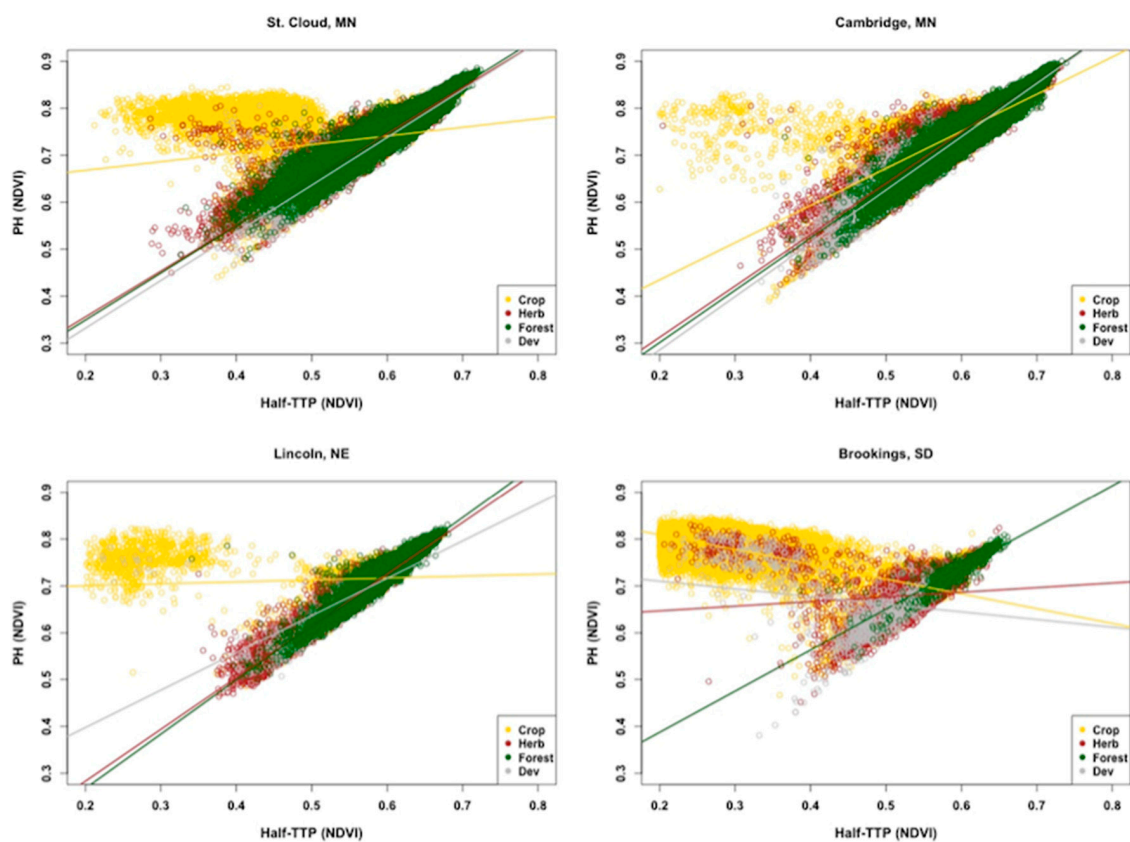 St. Cloud, MN
PH (NDVI)
0.9
0.8
0.7
0.6
0.5
0.4
0.3
Crop
Herb
Forest
Dev
0.2 0.3 0.4 0.5 0.6 0.7 0.8
Half-TTP (NDVI)
Cambridge, MN
PH (NDVI)
0.9
0.8
0.7
0.6
0.5
0.4
0.3
Crop
Herb
Forest
Dev
0.2 0.3 0.4 0.5 0.6 0.7 0.8
Half-TTP (NDVI)
Lincoln, NE
PH (NDVI)
0.9
0.8
0.7
0.6
0.5
0.4
0.3
Crop
Herb
Forest
Dev
0.2 0.3 0.4 0.5 0.6 0.7 0.8
Half-TTP (NDVI)
Brookings, SD
PH (NDVI)
0.9
0.8
0.7
0.6
0.5
0.4
0.3
Crop
Herb
Forest
Dev
0.2 0.3 0.4 0.5 0.6 0.7 0.8
Half-TTP (NDVI)